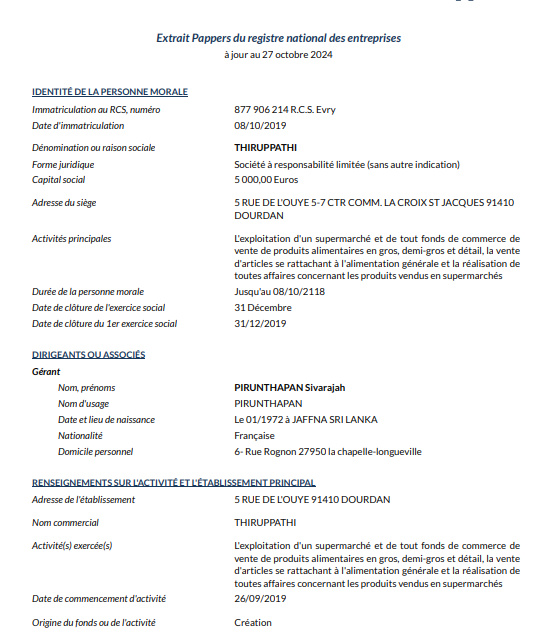 Extrait Pappers du registre national des entreprises
à jour au 27 octobre 2024
IDENTITÉ DE LA PERSONNE MORALE
Immatriculation au RCS, numéro 877 906 214 R.C.S. Evry
Date d'immatriculation 08/10/2019
Dénomination ou raison sociale THIRUPPATHI
Forme juridique Société à responsabilité limitée (sans autre indication)
Capital social 5 000,00 Euros
Adresse du siège 5 RUE DE L'OUYE 5-7 CTR COMM. LA CROIX ST JACQUES 91410
DOURDAN
Activités principales L'exploitation d'un supermarché et de tout fonds de commerce de
vente de produits alimentaires en gros, demi-gros et détail, la vente
d'articles se rattachant à l'alimentation générale et la réalisation de
toutes affaires concernant les produits vendus en supermarchés
Durée de la personne morale Jusqu'au 08/10/2118
Date de clôture de l'exercice social 31 Décembre
Date de clôture du 1er exercice social 31/12/2019
DIRIGEANTS OU ASSOCIÉS
Gérant
Nom, prénoms PIRUNTHAPAN Sivarajah
Nom d'usage PIRUNTHAPAN
Date et lieu de naissance Le 01/1972 à JAFFNA SRI LANKA
Nationalité Française
Domicile personnel 6- Rue Rognon 27950 la chapelle-longueville
RENSEIGNEMENTS SUR L'ACTIVITÉ ET L'ÉTABLISSEMENT PRINCIPAL
Adresse de l'établissement 5 RUE DE L'OUYE 91410 DOURDAN
Nom commercial THIRUPPATHI
Activité(s) exercée(s) L'exploitation d'un supermarché et de tout fonds de commerce de
vente de produits alimentaires en gros, demi-gros et détail, la vente
d'articles se rattachant à l'alimentation générale et la réalisation de
toutes affaires concernant les produits vendus en supermarchés
Date de commencement d'activité 26/09/2019
Origine du fonds ou de l'activité Création